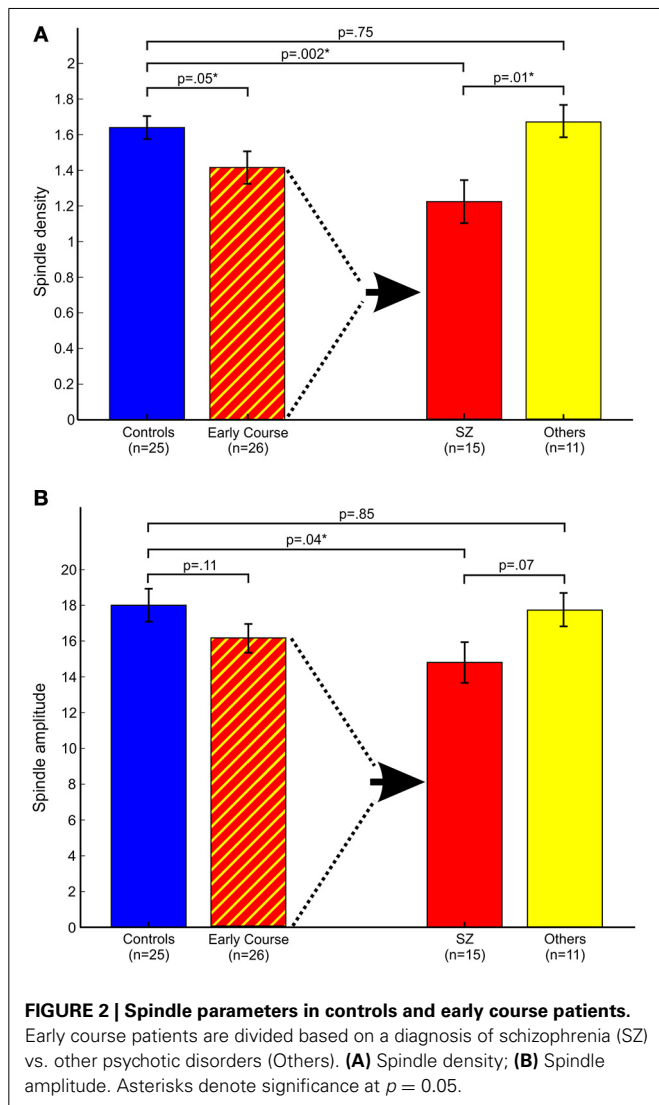 A
p=.75
p=.002*
p=.05*
p=.01*
2
1.8
1.6
1.4
1.2
1
0.8
0.6
0.4
0.2
0
Spindle density
Controls
(n=25)
Early Course
(n=26)
SZ
(n=15)
Others
(n=11)
B
p=.85
p=.04*
p=.11
p=.07
20
18
16
14
12
10
8
6
4
2
0
Spindle amplitude
Controls
(n=25)
Early Course
(n=26)
SZ
(n=15)
Others
(n=11)
FIGURE 2 | Spindle parameters in controls and early course patients.
Early course patients are divided based on a diagnosis of schizophrenia (SZ)
vs. other psychotic disorders (Others). (A) Spindle density; (B) Spindle
amplitude. Asterisks denote significance at p = 0.05.